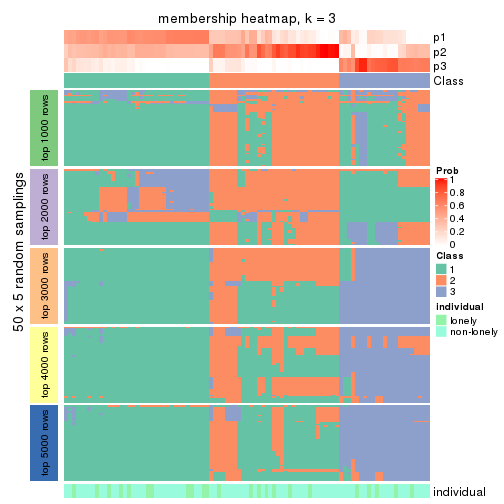 membership heatmap, k = 3
p1
p2
p3
Class
50 x 5 random samplings
top 1000 rows
top 2000 rows
top 3000 rows
top 4000 rows
top 5000 rows
individual
Prob
1
0.8
0.6
0.4
0.2
0
Class
1
2
3
individual
lonely
non-lonely